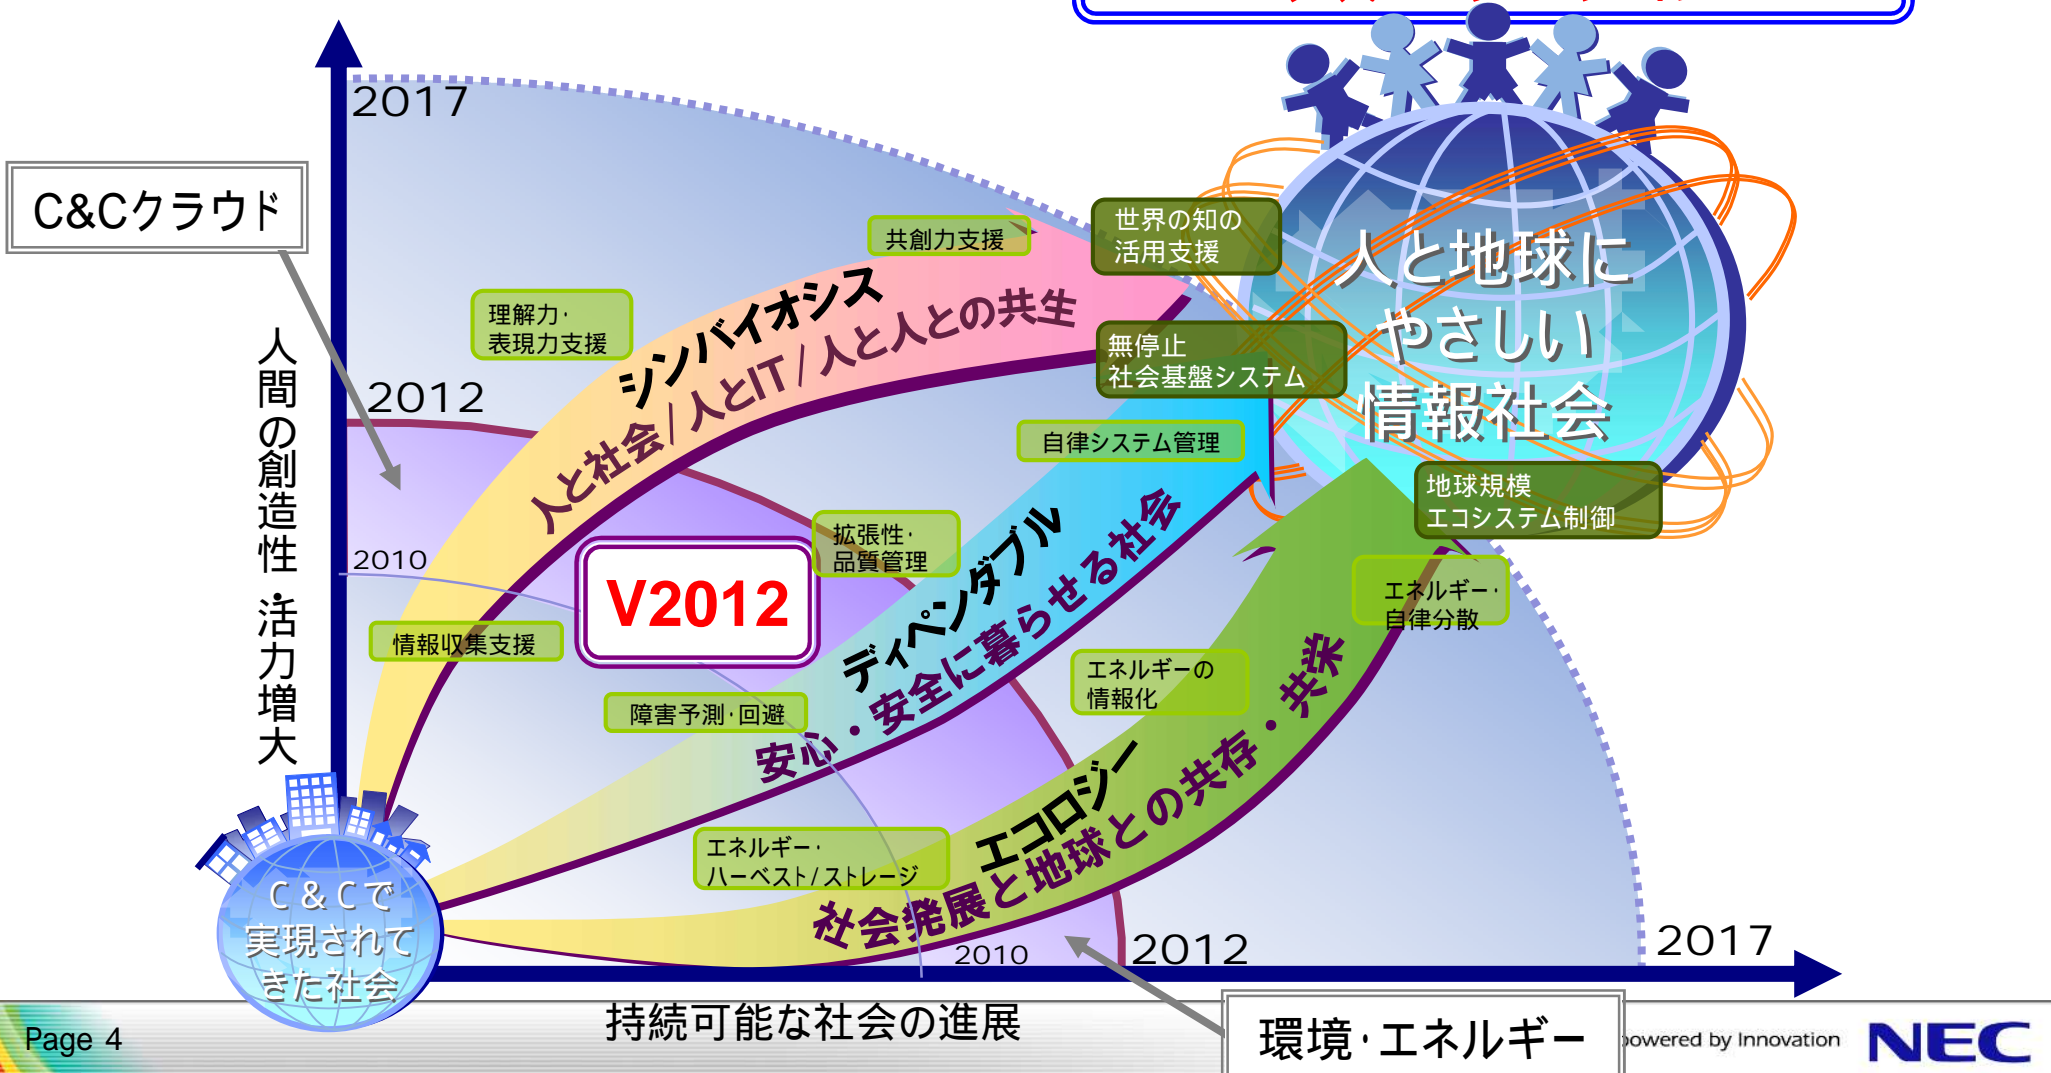 2017
C&Cクラウド
世界の知の
活用支援
共創力支援
人と地球に
やさしい
情報社会
理解力・
表現力支援
シンバイオシス
人と社会/人とIT/人と人との共生
無停止
社会基盤システム
人間の創造性・活力増大
2012
自律システム管理
地球規模
エコシステム制御
拡張性・
品質管理
2010
V2012
ディペンダブル
安心・安全に暮らせる社会
エネルギー・
自律分散
情報収集支援
エネルギーの
情報化
障害予測・回避
エコロジー
社会発展と地球との共存・共栄
エネルギー・
ハーベスト/ストレージ
C&Cで
実現されて
きた社会
2010
2012
2017
持続可能な社会の進展
環境・エネルギー
Page 4
powered by Innovation
NEC